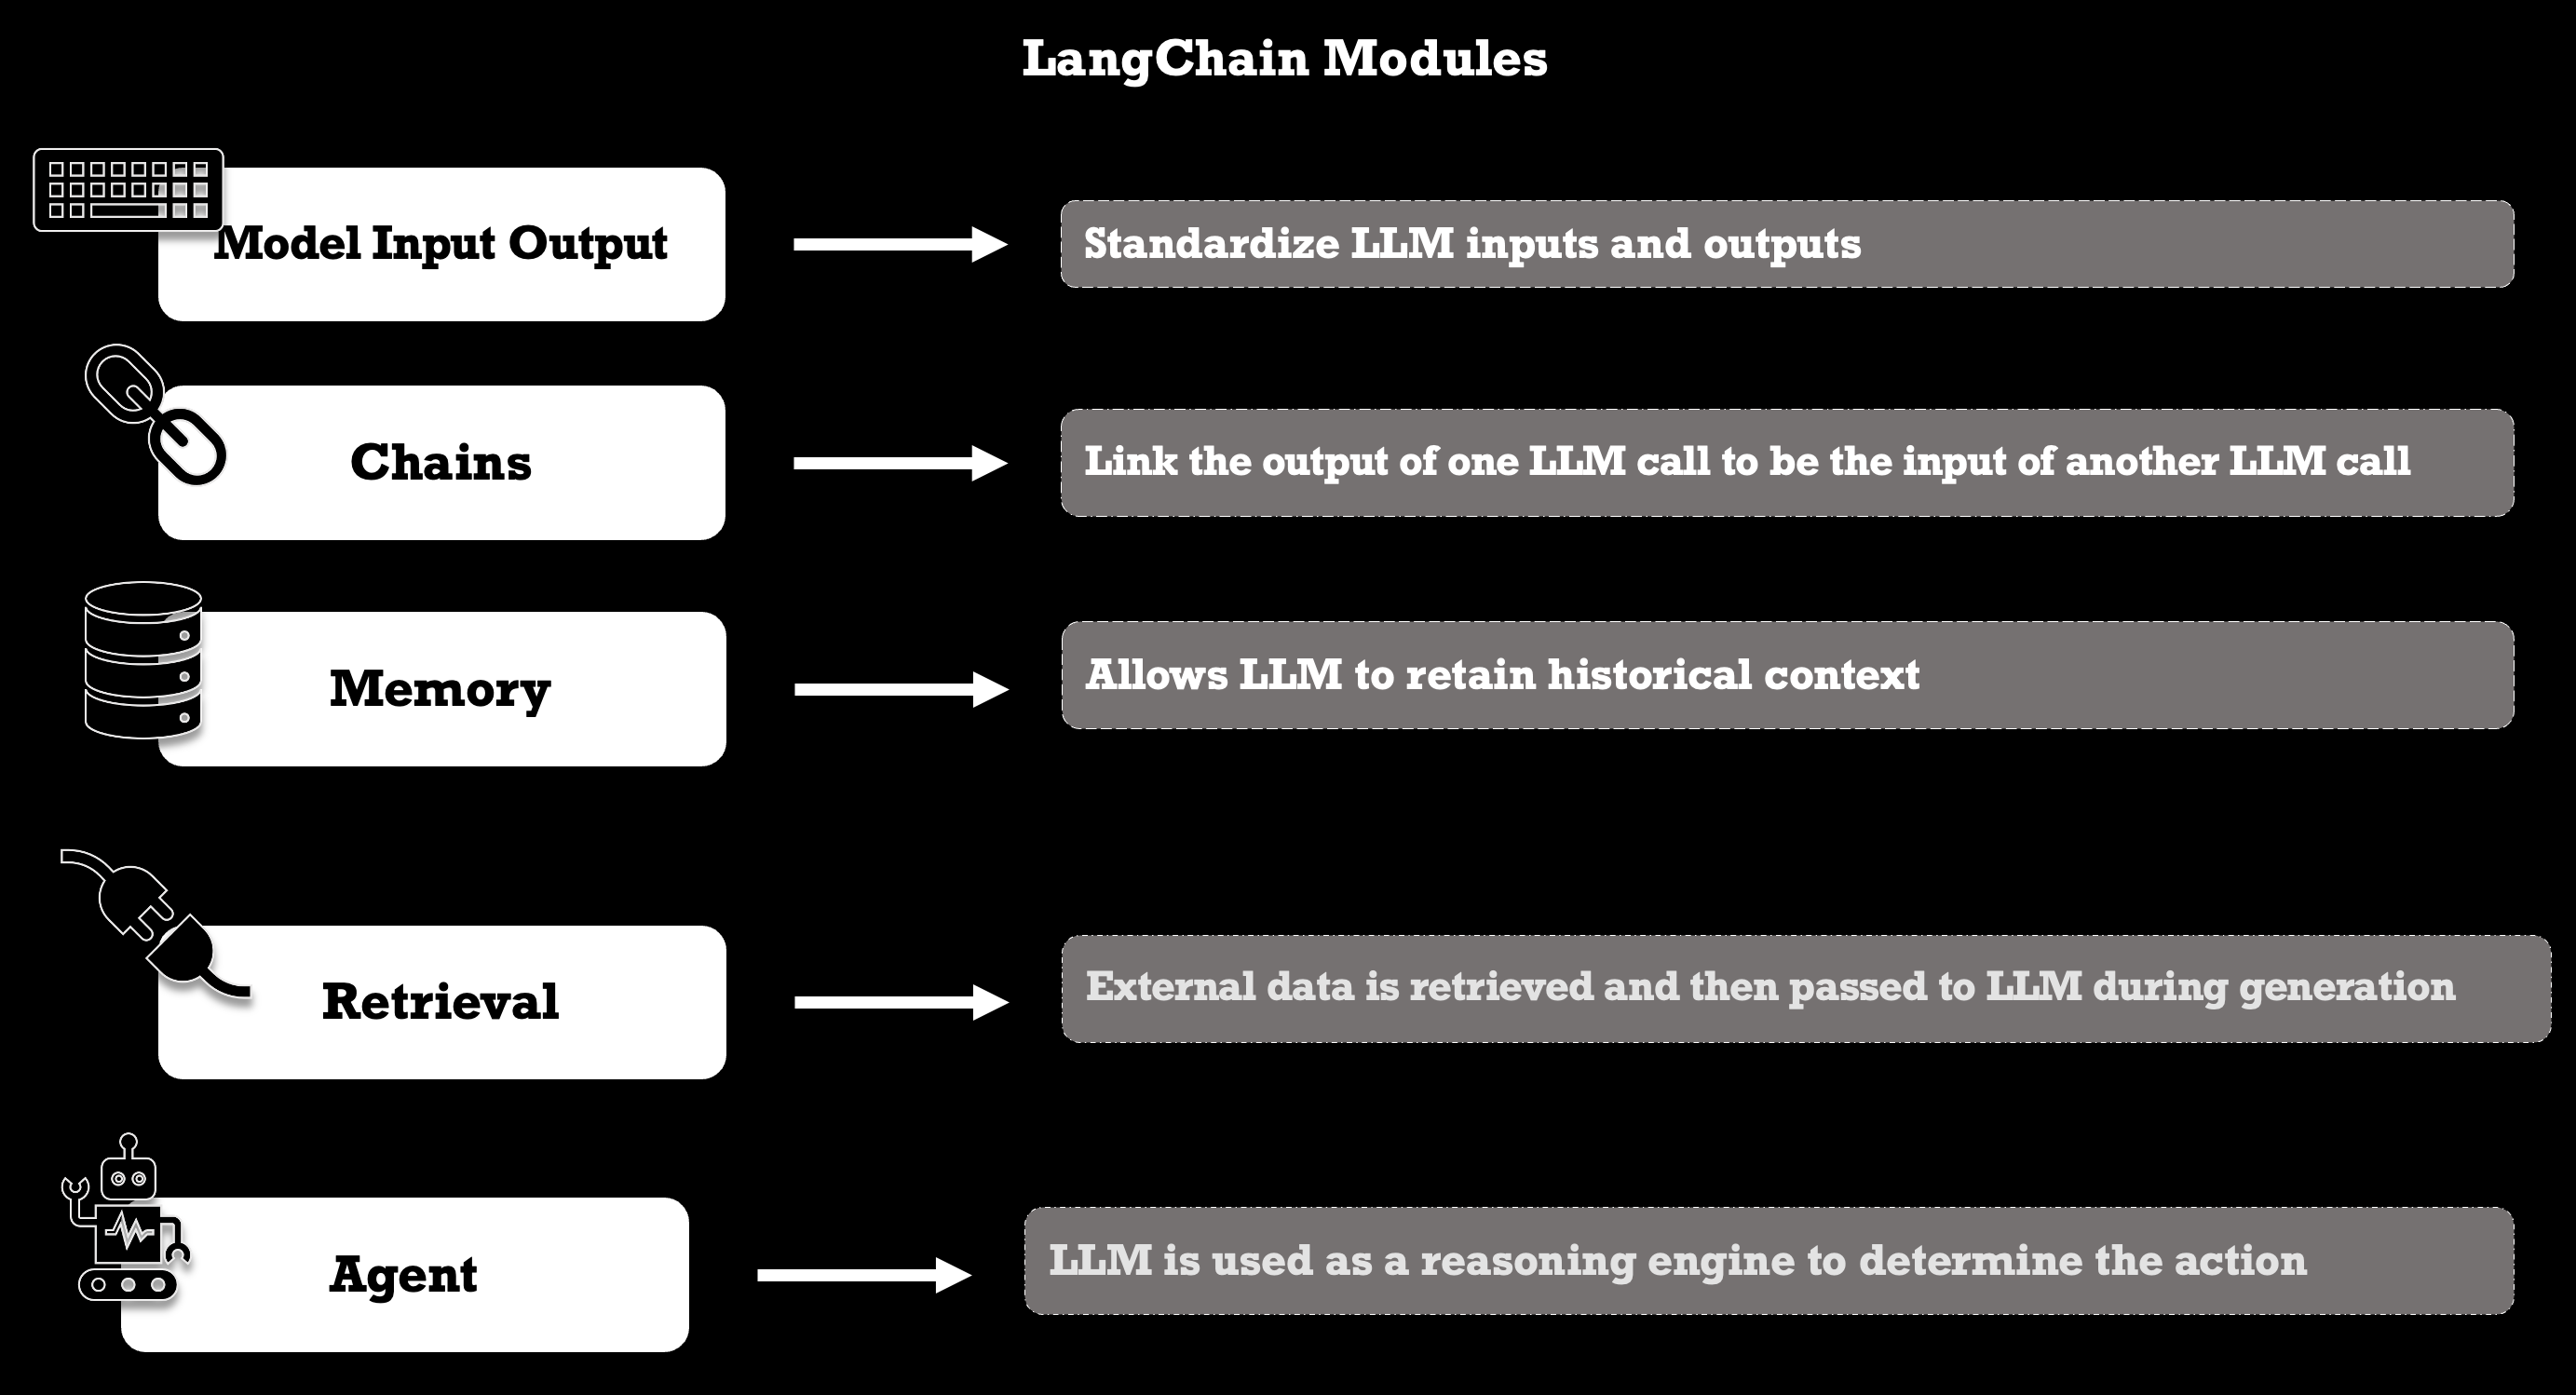 LangChain Modules
Model Input Output
Standardize LLM inputs and outputs
Chains
Link the output of one LLM call to be the input of another LLM call
Memory
Allows LLM to retain historical context
Retrieval
External data is retrieved and then passed to LLM during generation
Agent
LLM is used as a reasoning engine to determine the action